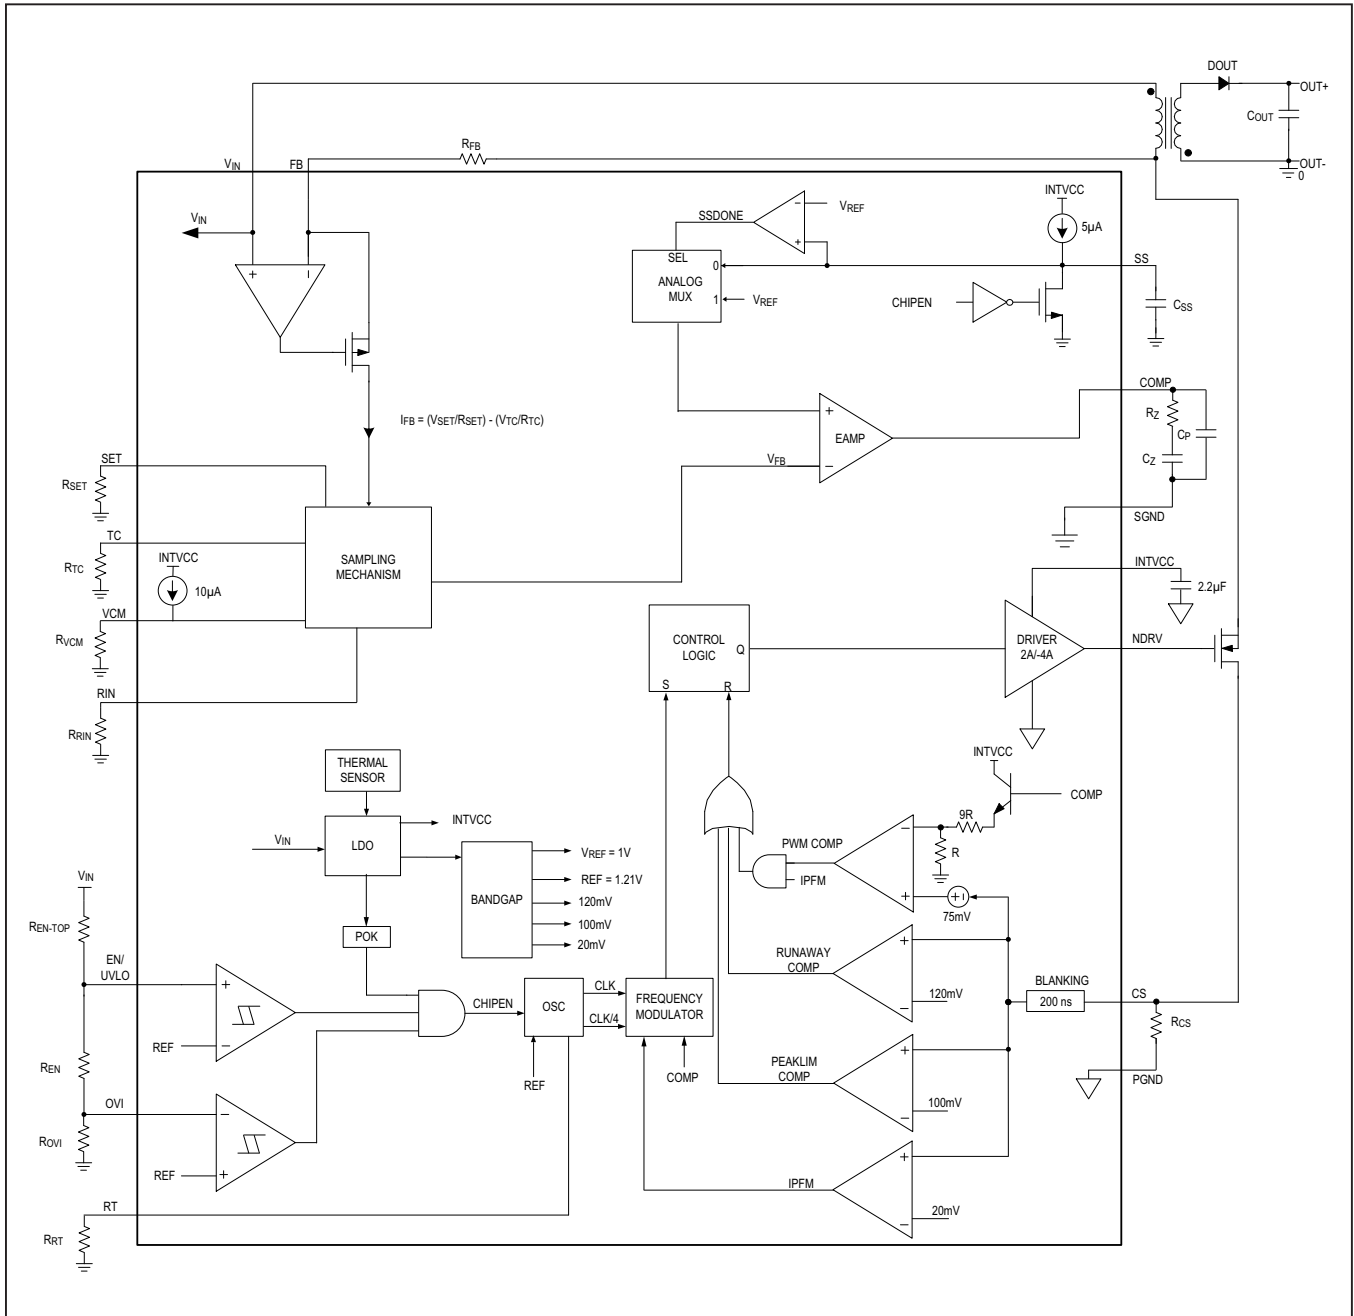 DOUT
OUT+
COUT
OUT-
0
RFB
VIN
FB
VIN
INTVCC
5µA
SSDONE
VREF
SEL
ANALOG
MUX
0
1
VREF
SS
CSS
CHIPEN
IFB = (VSET/RSET) - (VTC/RTC)
COMP
RZ
CP
CZ
EAMP
+
−
VFB
SGND
SET
RSET
TC
RTC
INTVCC
10µA
VCM
RVCM
RIN
RRIN
SAMPLING
MECHANISM
INTVCC
2.2µF
CONTROL
LOGIC
Q
S
R
DRIVER
2A/-4A
NDRV
THERMAL
SENSOR
VIN
LDO
INTVCC
BANDGAP
VREF = 1V
REF = 1.21V
120mV
100mV
20mV
POK
INTVCC
COMP
9R
R
PWM COMP
IPFM
75mV
VIN
REN-TOP
EN/
UVLO
REF
REN
OVI
ROVI
REF
RT
RRT
CHIPEN
OSC
REF
CLK
CLK/4
FREQUENCY
MODULATOR
COMP
RUNAWAY
COMP
120mV
BLANKING
200 ns
CS
RCS
PGND
PEAKLIM
COMP
100mV
IPFM
20mV